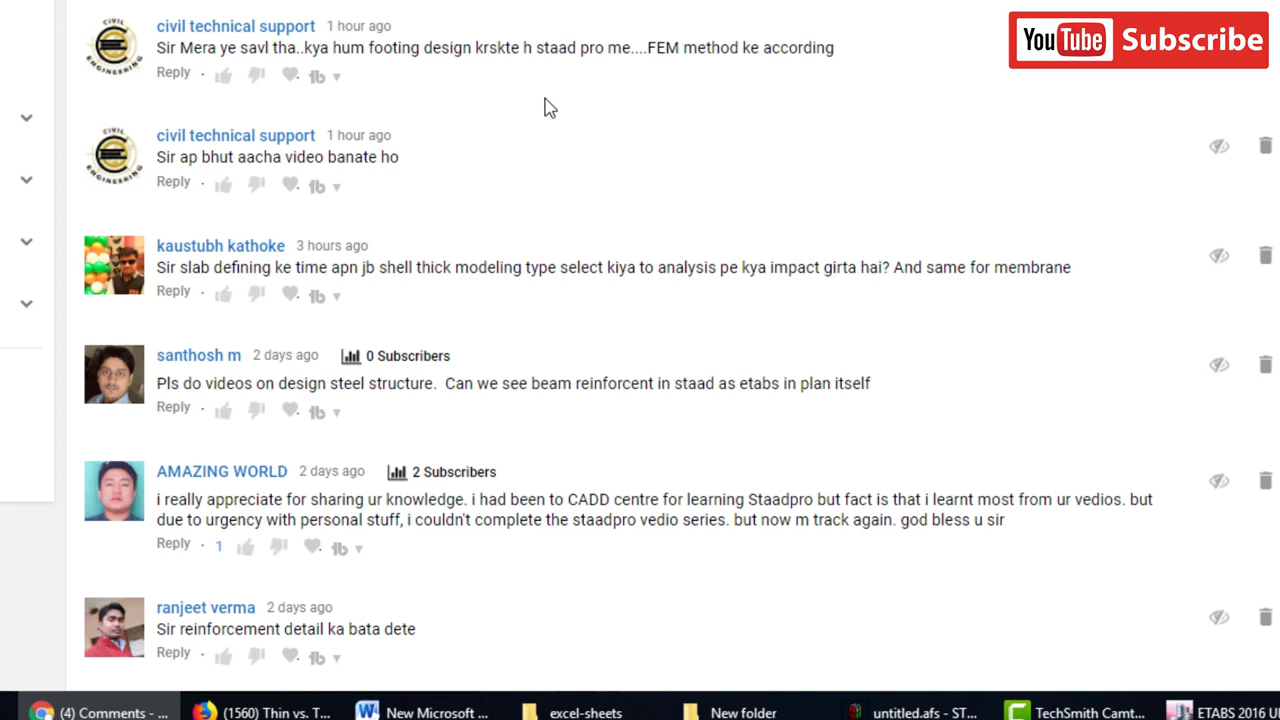 civil technical support 1 hour ago
Sir Mera ye savl tha..kya hum footing design krskte h staad pro me....FEM method ke according
Reply
YouTube Subscribe
civil technical support 1 hour ago
Sir ap bhut aacha video banate ho
Reply
kaustubh kathoke 3 hours ago
Sir slab defining ke time apn jb shell thick modeling type select kiya to analysis pe kya impact girta hai? And same for membrane
Reply
santhosh m 2 days ago 0 Subscribers
Pls do videos on design steel structure. Can we see beam reinforcent in staad as etabs in plan itself
Reply
AMAZING WORLD 2 days ago 2 Subscribers
i really appreciate for sharing ur knowledge. i had been to CADD centre for learning Staadpro but fact is that i learnt most from ur vedios. but
due to urgency with personal stuff, i couldn't complete the staadpro vedio series. but now m track again. god bless u sir
Reply · 1
ranjeet verma 2 days ago
Sir reinforcement detail ka bata dete
Reply
(4) Comments - ... (1560) Thin vs. T... New Microsoft ... excel-sheets New folder untitled.afs - ST... TechSmith Camt... ETABS 2016 Ul
CIVIL ENGINEERING
CIVIL ENGINEERING